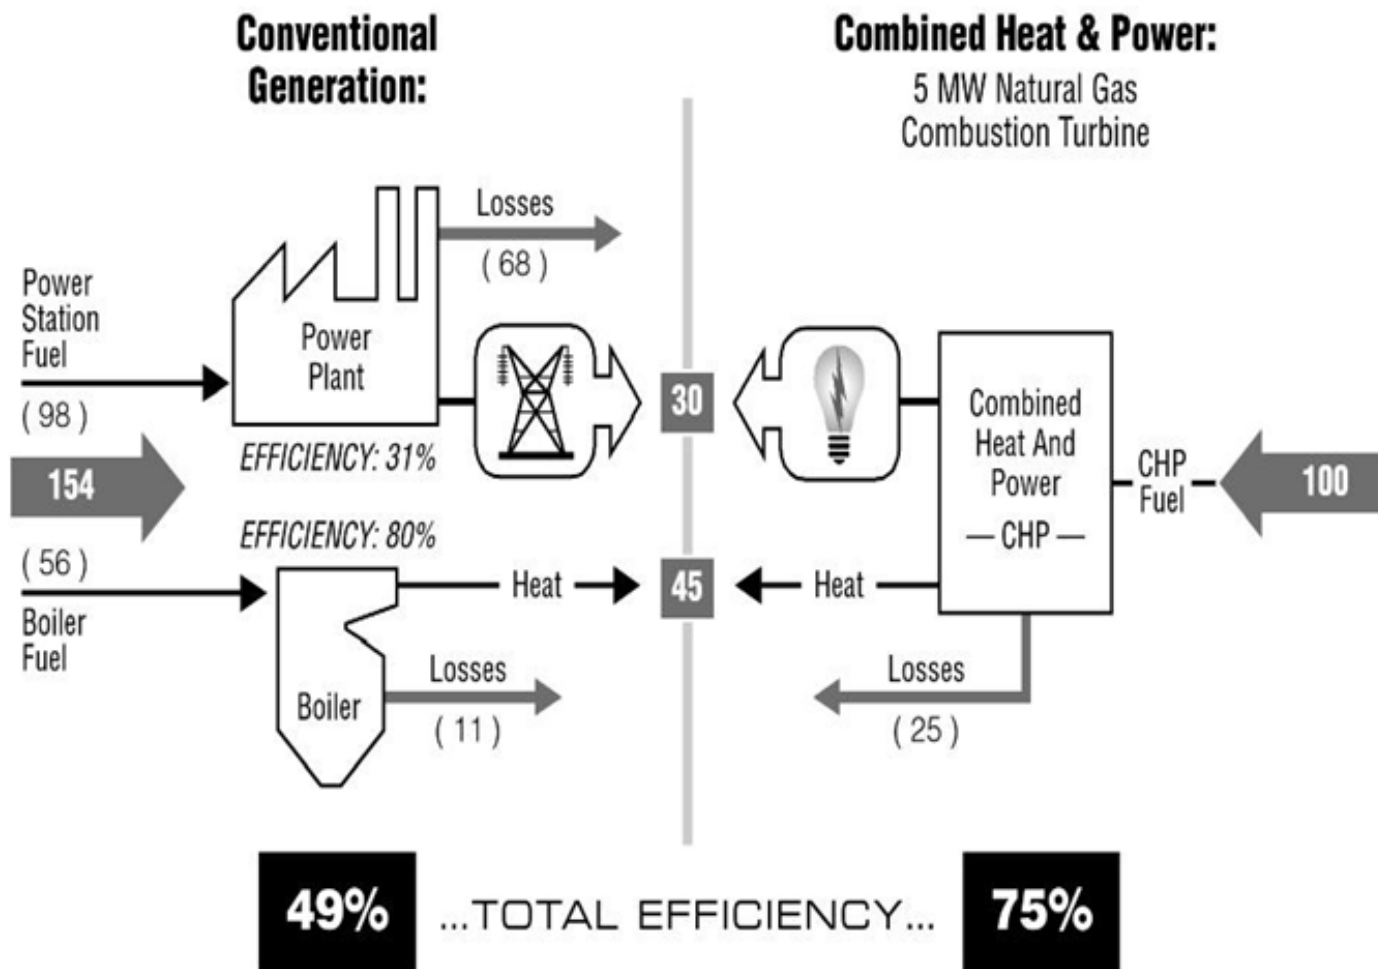 Conventional
Generation:
Combined Heat & Power:
5 MW Natural Gas
Combustion Turbine
Losses
( 68 )
Power
Station
Fuel
( 98 )
Power
Plant
EFFICIENCY: 31%
154
30
Combined
Heat And
Power
— CHP —
CHP
Fuel
100
EFFICIENCY: 80%
( 56 )
Boiler
Fuel
Heat
45
Heat
Boiler
Losses
( 11 )
Losses
( 25 )
49%
...TOTAL EFFICIENCY...
75%